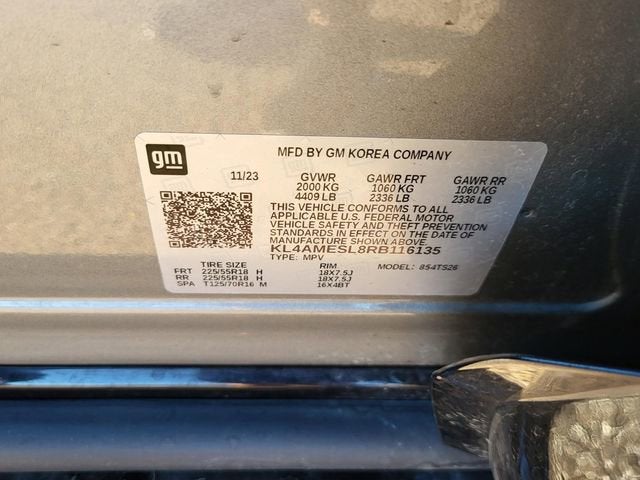 gm
MFD BY GM KOREA COMPANY
11/23 GVWR GAWR FRT GAWR RR
2000 KG 1060 KG 1060 KG
4409 LB 2336 LB 2336 LB
THIS VEHICLE CONFORMS TO ALL
APPLICABLE U.S. FEDERAL MOTOR
VEHICLE SAFETY AND THEFT PREVENTION
STANDARDS IN EFFECT ON THE DATE OF
MANUFACTURE SHOWN ABOVE.
KL4AMESL8RB116135
TYPE: MPV
TIRE SIZE RIM MODEL: 854TS26
FRT 225/55R18 H 18X7.5J
RR 225/55R18 H 18X7.5J
SPA T125/70R16 M 16X4BT